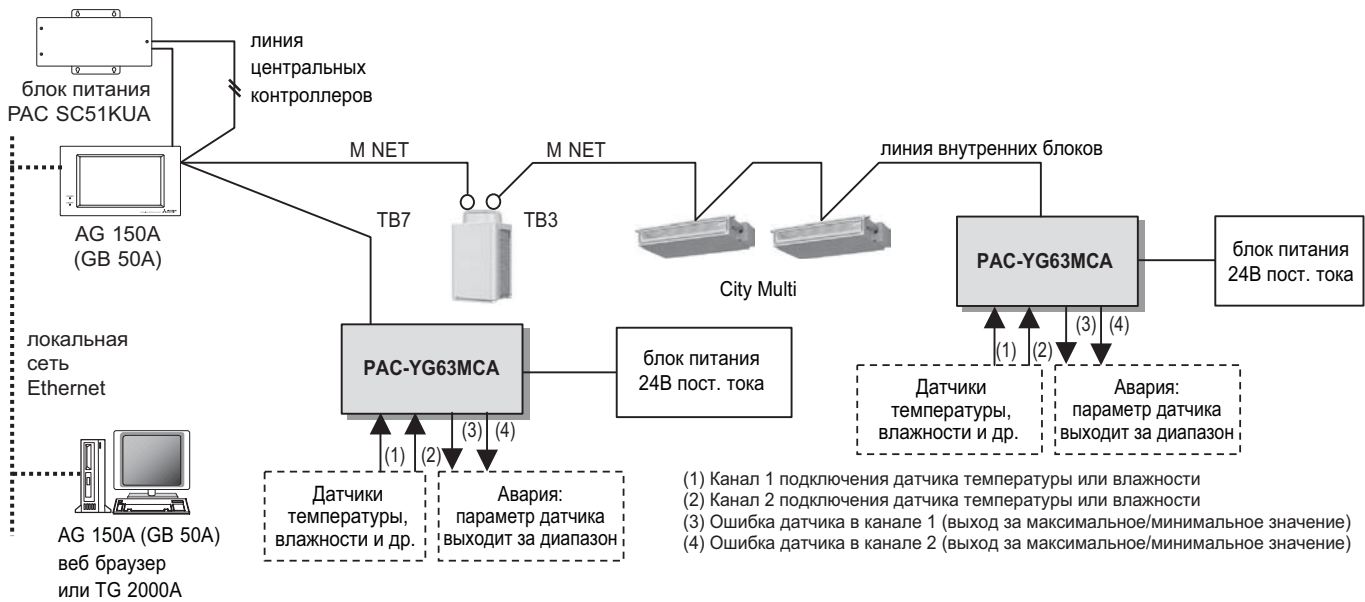 линия
центральных
контроллеров
блок питания
PAC SC51KUA
M NET
M NET
линия внутренних блоков
TB7
TB3
AG 150A
(GB 50A)
City Multi
PAC-YG63MCA
блок питания
24В пост. тока
(1)
(2)
(3)
(4)
Датчики
температуры,
влажности и др.
Авария:
параметр датчика
выходит за диапазон
локальная
сеть
Ethernet
PAC-YG63MCA
блок питания
24В пост. тока
(1)
(2)
(3)
(4)
Датчики
температуры,
влажности и др.
Авария:
параметр датчика
выходит за диапазон
(1) Канал 1 подключения датчика температуры или влажности
(2) Канал 2 подключения датчика температуры или влажности
(3) Ошибка датчика в канале 1 (выход за максимальное/минимальное значение)
(4) Ошибка датчика в канале 2 (выход за максимальное/минимальное значение)
AG 150A (GB 50A)
веб браузер
или TG 2000A